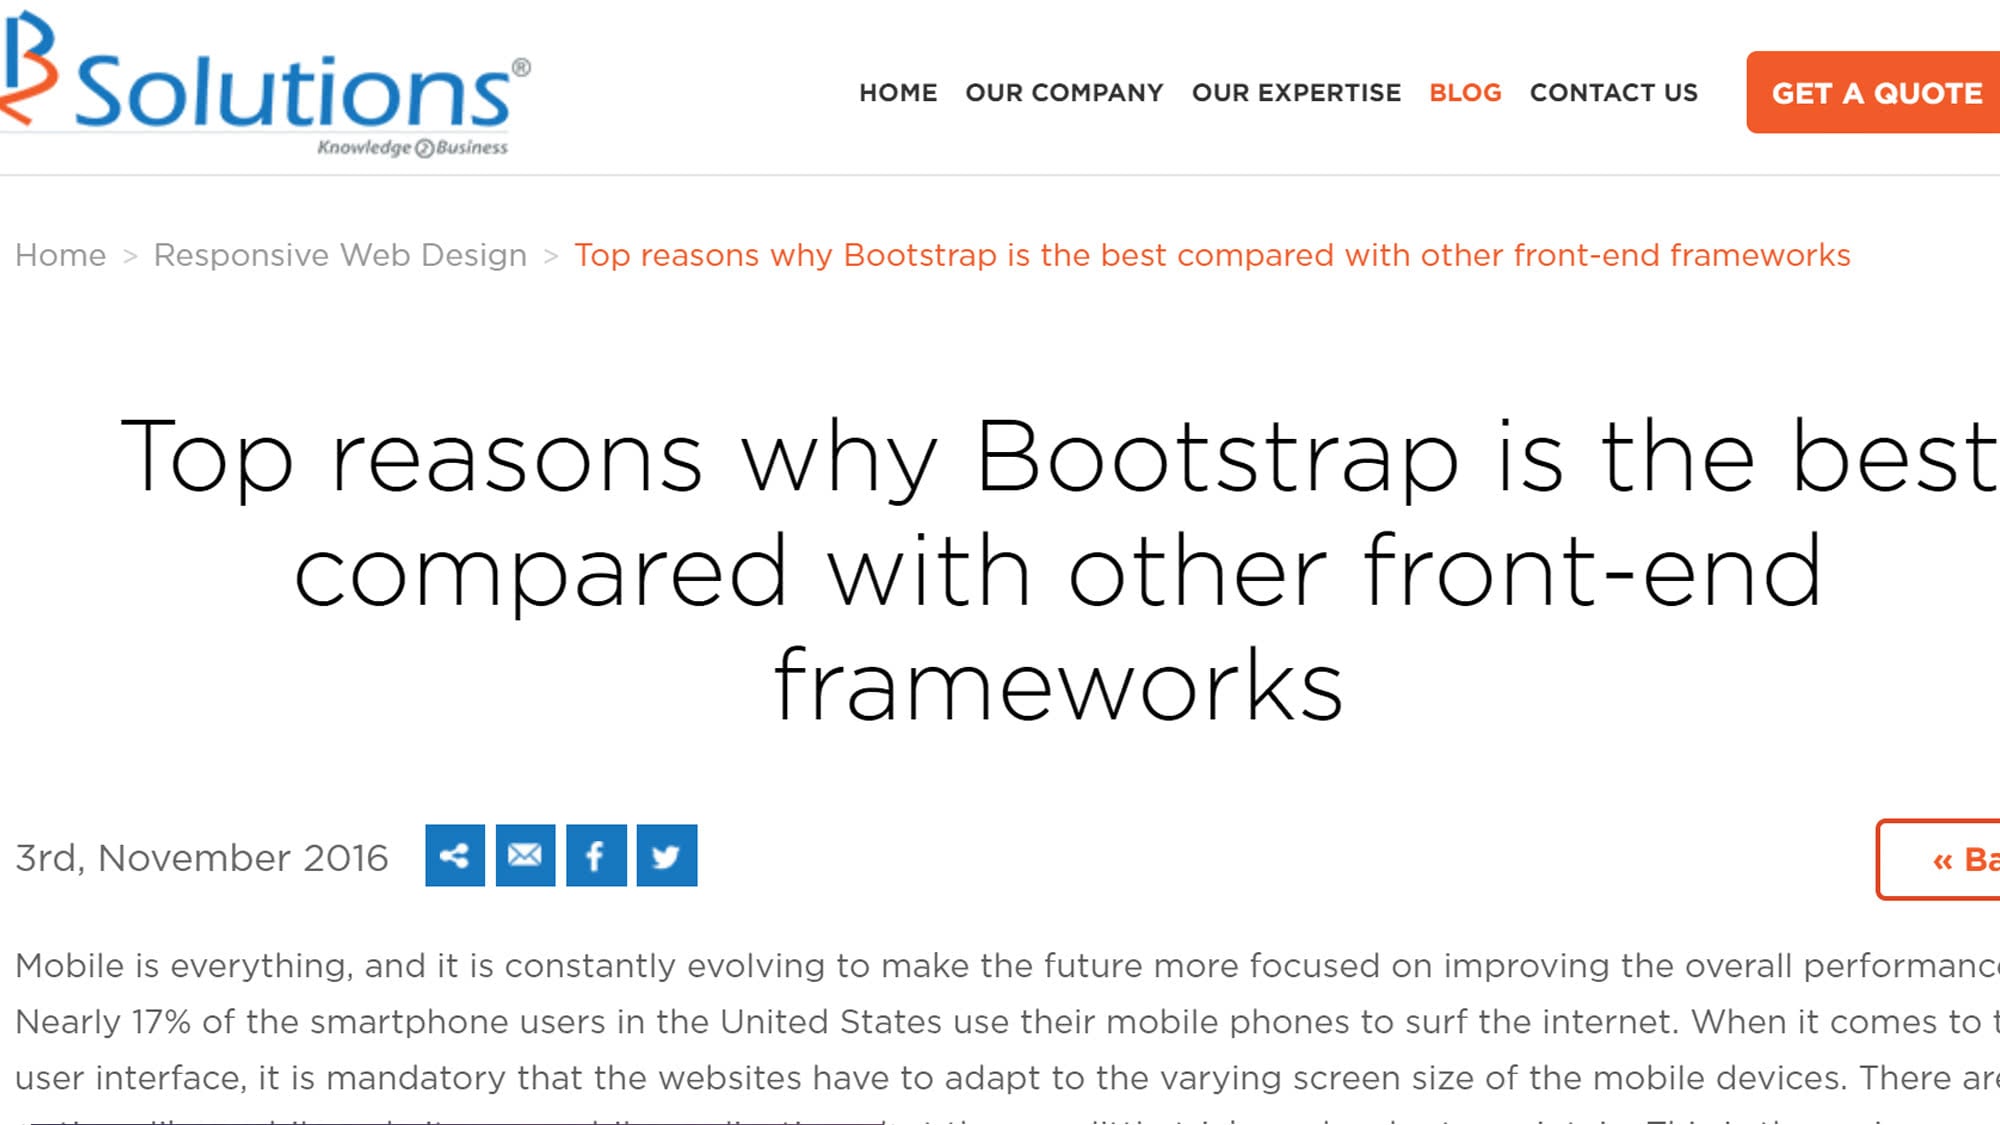 Solutions®
Knowledge 2 Business
HOME OUR COMPANY OUR EXPERTISE BLOG CONTACT US GET A QUOTE
Home > Responsive Web Design > Top reasons why Bootstrap is the best compared with other front-end frameworks
Top reasons why Bootstrap is the best
compared with other front-end
frameworks
3rd, November 2016
« Ba
Mobile is everything, and it is constantly evolving to make the future more focused on improving the overall performanc
Nearly 17% of the smartphone users in the United States use their mobile phones to surf the internet. When it comes to t
user interface, it is mandatory that the websites have to adapt to the varying screen size of the mobile devices. There are